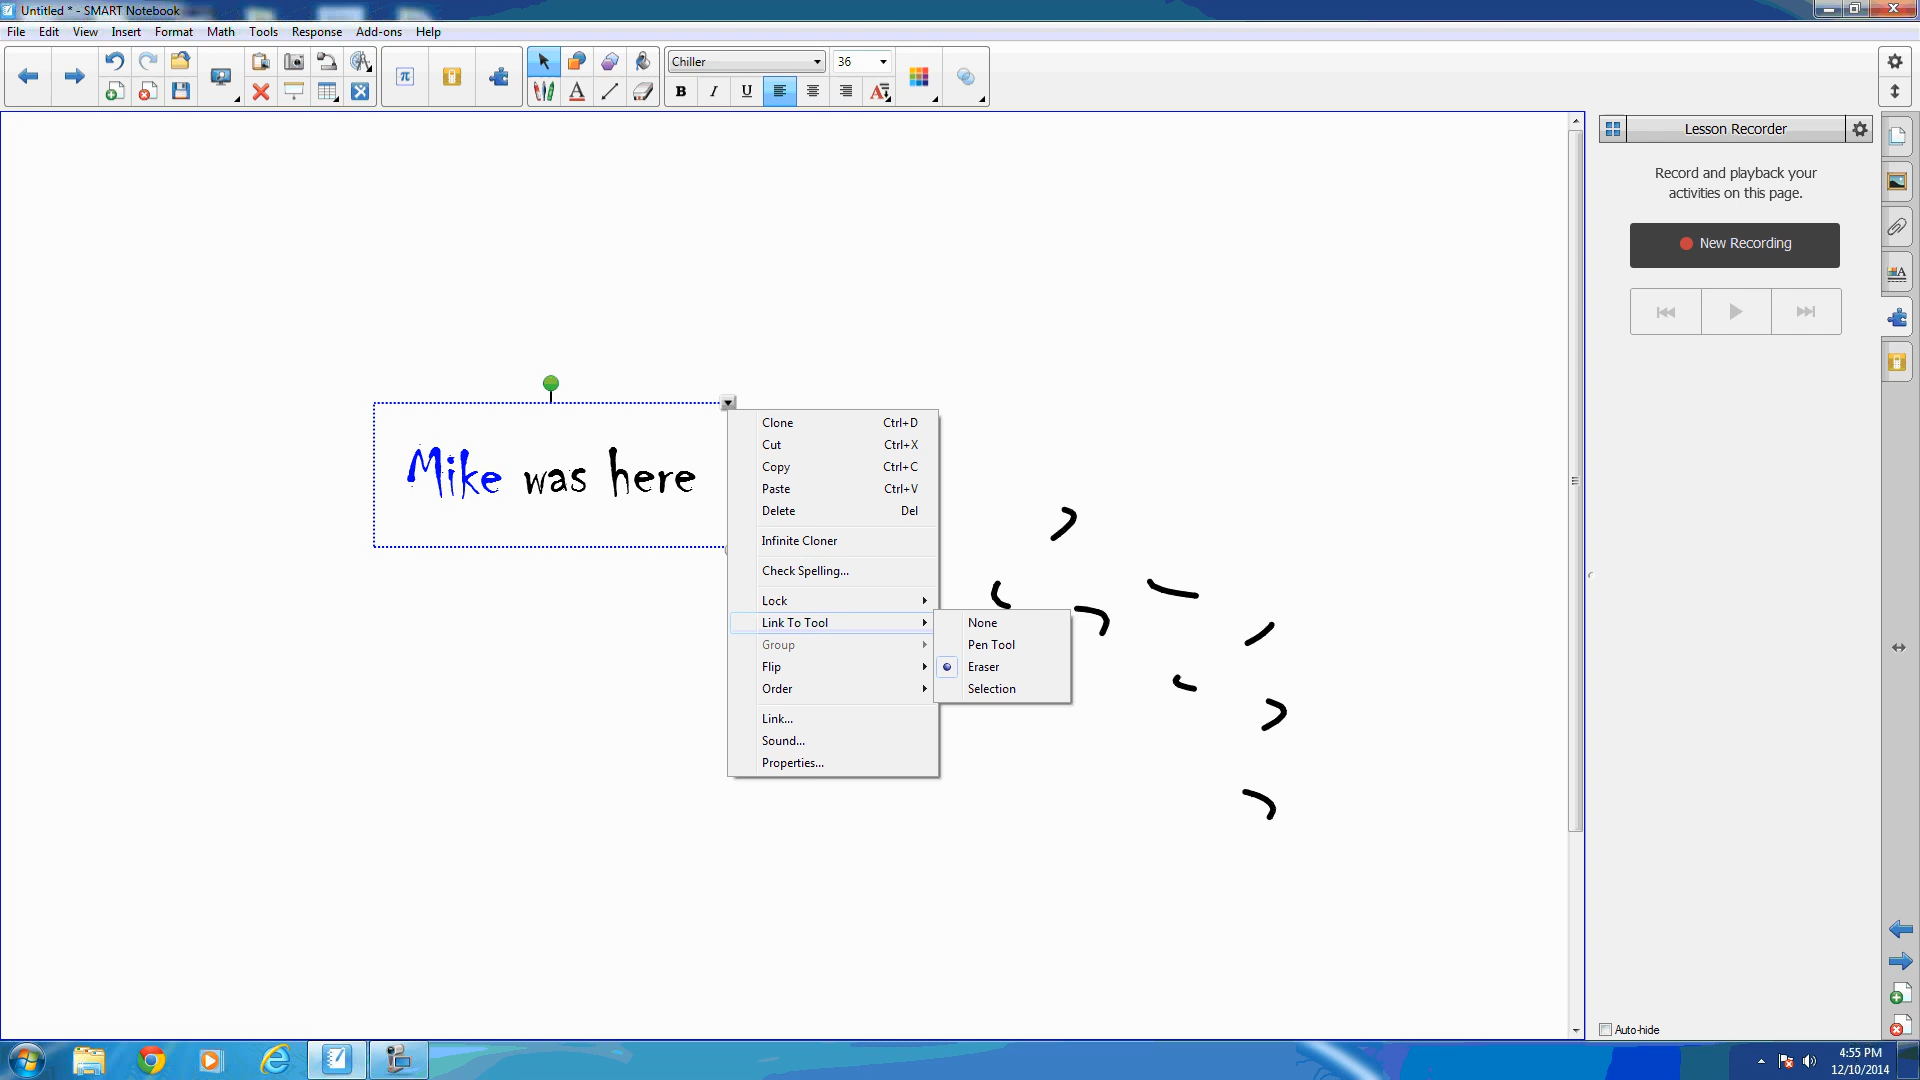 Untitled * - SMART Notebook
File Edit View Insert Format Math Tools Response Add-ons Help
Chiller 36
B I U
Lesson Recorder
Record and playback your
activities on this page.
New Recording
Mike was here
Clone Ctrl+D
Cut Ctrl+X
Copy Ctrl+C
Paste Ctrl+V
Delete Del
Infinite Cloner
Check Spelling...
Lock
Link To Tool
Group
Flip
Order
Link...
Sound...
Properties...
None
Pen Tool
Eraser
Selection
Auto-hide
4:55 PM
12/10/2014